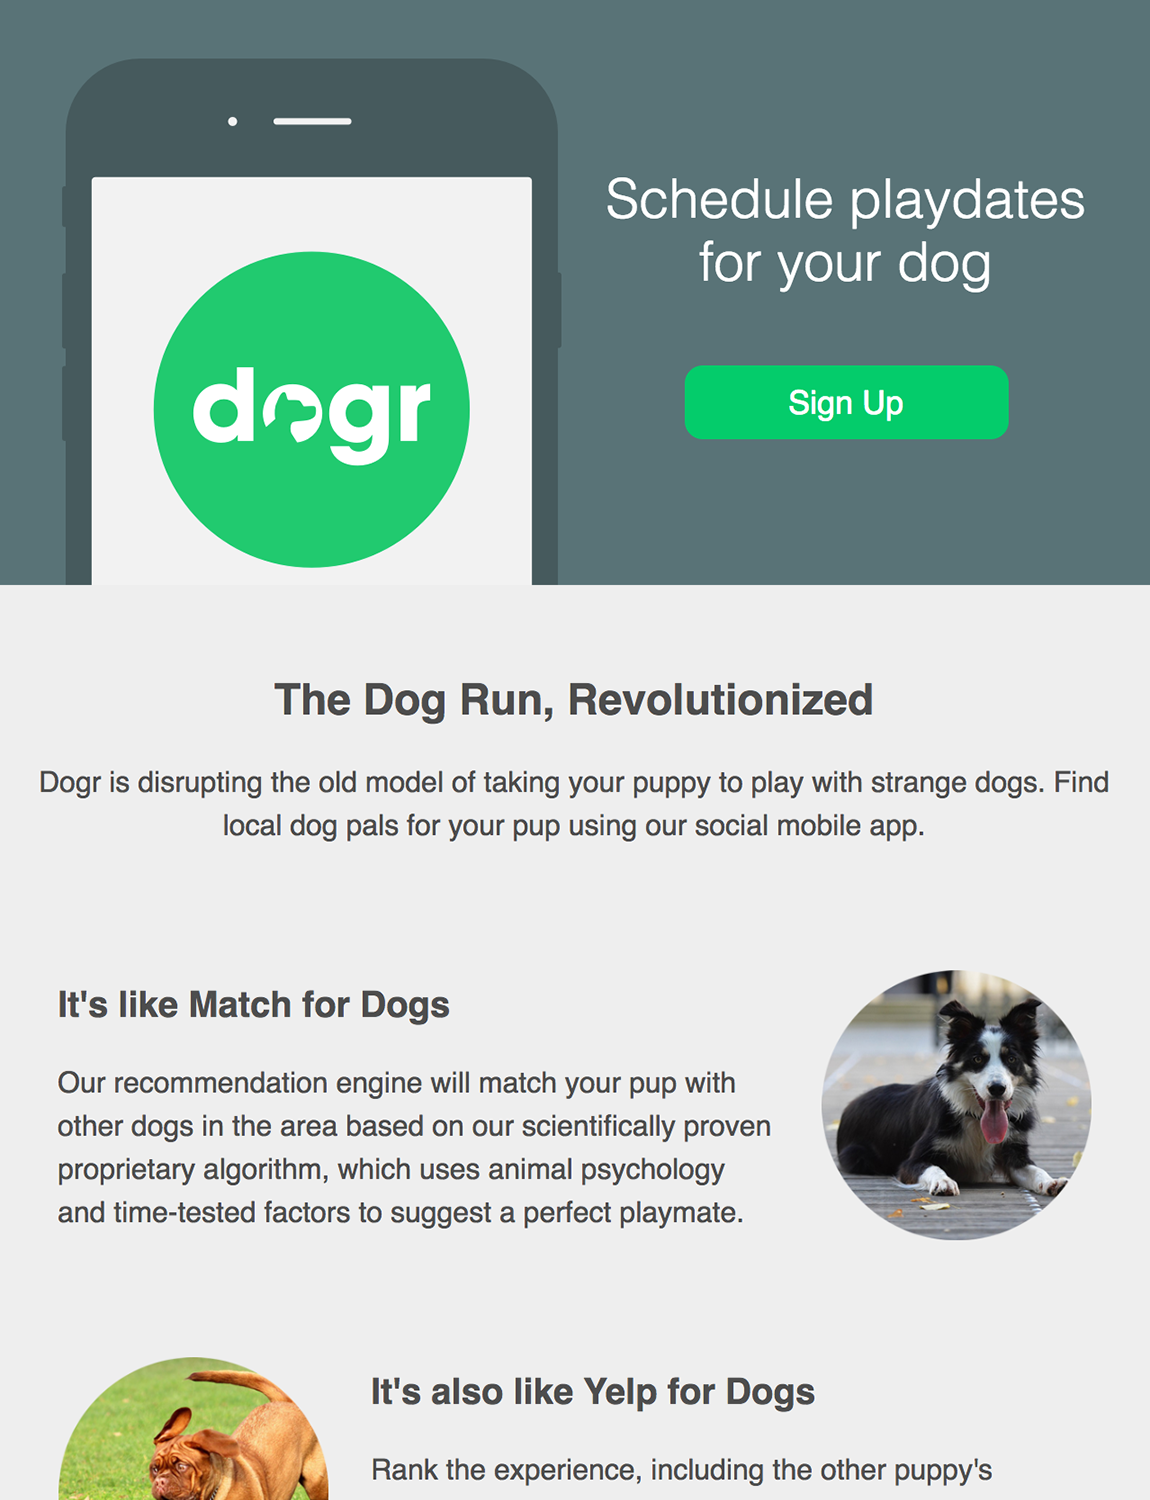 dogr
Schedule playdates
for your dog
Sign Up
The Dog Run, Revolutionized
Dogr is disrupting the old model of taking your puppy to play with strange dogs. Find
local dog pals for your pup using our social mobile app.
It's like Match for Dogs
Our recommendation engine will match your pup with
other dogs in the area based on our scientifically proven
proprietary algorithm, which uses animal psychology
and time-tested factors to suggest a perfect playmate.
It's also like Yelp for Dogs
Rank the experience, including the other puppy's